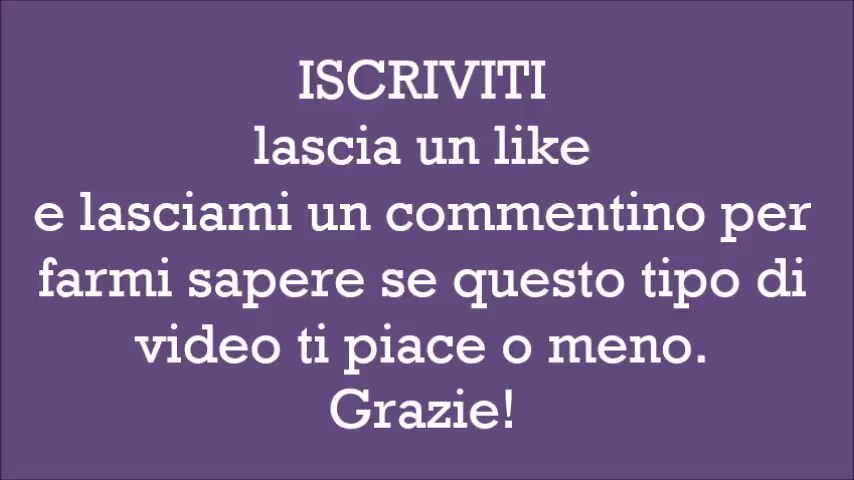 ISCRIVITI
lascia un like
e lasciami un commentino per
farmi sapere se questo tipo di
video ti piace o meno.
Grazie!